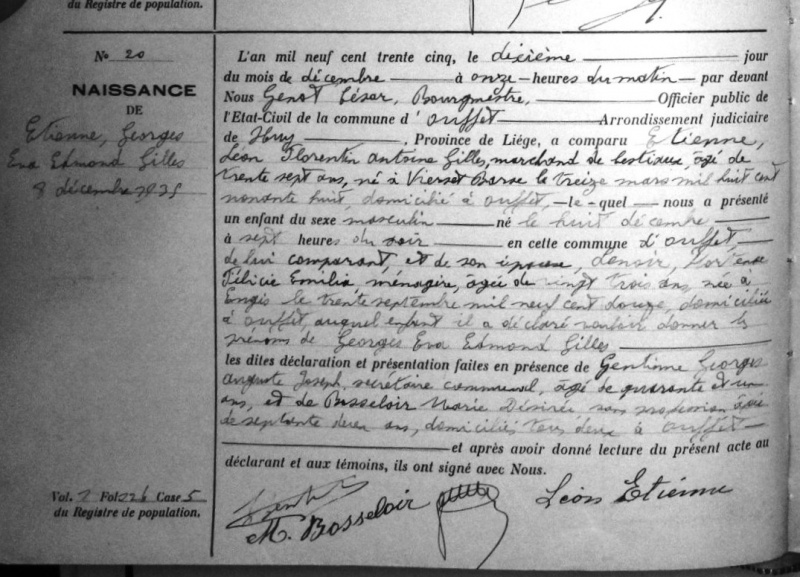 du Registre de population.
N° 20
NAISSANCE
DE
Etienne, Georges
Eva Edmond Gilles
8 décembre 1935
L'an mil neuf cent trente cinq, le dixième jour
du mois de décembre à onze heures du matin par devant
Nous Genot César, Bourgmestre, Officier public de
l'Etat-Civil de la commune d'Ouffet Arrondissement judiciaire
de Huy, Province de Liége, a comparu Etienne,
Léon Florentin Antoine Gilles, marchand de bestiaux, âgé de
trente sept ans, né à Vierset Barse le treize mars mil huit cent
nonante huit, domicilié à Ouffet, -le-quel nous a présenté
un enfant du sexe masculin né le huit décembre
à sept heures du soir en cette commune d'Ouffet,
de lui comparant, et de son épouse, Hortense
Félicie Emilia, ménagère, âgée de vingt trois ans, née à
Engis le trente septembre mil neuf cent douze, domiciliée
à Ouffet, auquel enfant il a déclaré vouloir donner les
prénoms de Georges Eva Edmond Gilles
les dites déclaration et présentation faites en présence de Georges
Auguste Joseph, secrétaire communal, âgé de quarante et un
ans, et de Bosseloir Marie Désirée, sans profession âgée
de septante deux ans, domiciliés tous deux à Ouffet
et après avoir donné lecture du présent acte au
déclarant et aux témoins, ils ont signé avec Nous.
Vol. 2 Fol. 226 Case 5
du Registre de population.
M. Bosseloir
Léon Etienne